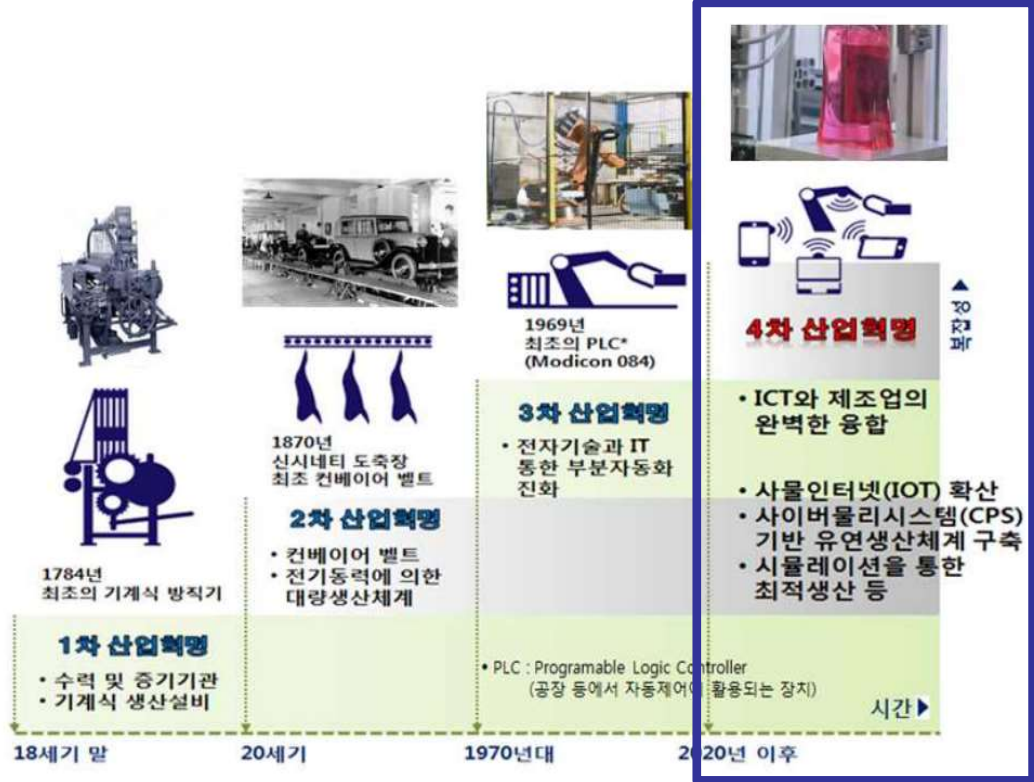 1784년
최초의 기계식 방직기
1차 산업혁명
• 수력 및 증기기관
• 기계식 생산설비
18세기 말
1870년
신시네티 도축장
최초 컨베이어 벨트
2차 산업혁명
• 컨베이어 벨트
• 전기동력에 의한
대량생산체계
20세기
1969년
최초의 PLC*
(Modicon 084)
3차 산업혁명
• 전자기술과 IT
통한 부분자동화
진화
• PLC : Programable Logic Controller
(공장 등에서 자동제어에 활용되는 장치)
1970년대
4차 산업혁명
복잡성 ▶
• ICT와 제조업의
완벽한 융합
• 사물인터넷(IOT) 확산
• 사이버물리시스템(CPS)
기반 유연생산체계 구축
• 시뮬레이션을 통한
최적생산 등
시간 ▶
2020년 이후